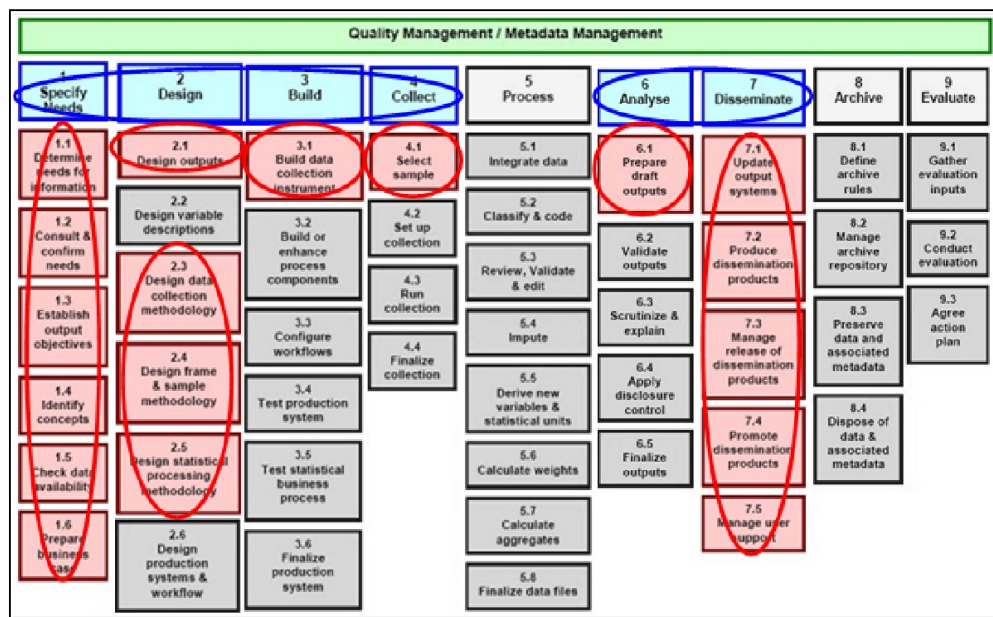 Quality Management / Metadata Management
1
Specify
Needs
2
Design
3
Build
4
Collect
5
Process
6
Analyse
7
Disseminate
8
Archive
9
Evaluate
1.1
Determine
needs for
information
1.2
Consult &
confirm
needs
1.3
Establish
output
objectives
1.4
Identify
concepts
1.5
Check data
availability
1.6
Prepare
business
case
2.1
Design outputs
2.2
Design variable
descriptions
2.3
Design data
collection
methodology
2.4
Design frame
& sample
methodology
2.5
Design statistical
processing
methodology
2.6
Design
production
systems &
workflow
3.1
Build data
collection
instrument
3.2
Build or
enhance
process
components
3.3
Configure
workflows
3.4
Test production
system
3.5
Test statistical
business
process
3.6
Finalize
production
system
4.1
Select
sample
4.2
Set up
collection
4.3
Run
collection
4.4
Finalize
collection
5.1
Integrate data
5.2
Classify & code
5.3
Review, Validate
& edit
5.4
Impute
5.5
Derive new
variables &
statistical units
5.6
Calculate weights
5.7
Calculate
aggregates
5.8
Finalize data files
6.1
Prepare
draft
outputs
6.2
Validate
outputs
6.3
Scrutinize &
explain
6.4
Apply
disclosure
control
6.5
Finalize
outputs
7.1
Update
output
systems
7.2
Produce
dissemination
products
7.3
Manage
release of
dissemination
products
7.4
Promote
dissemination
products
7.5
Manage user
support
8.1
Define
archive
rules
8.2
Manage
archive
repository
8.3
Preserve
data and
associated
metadata
8.4
Dispose of
data &
associated
metadata
9.1
Gather
evaluation
inputs
9.2
Conduct
evaluation
9.3
Agree
action
plan